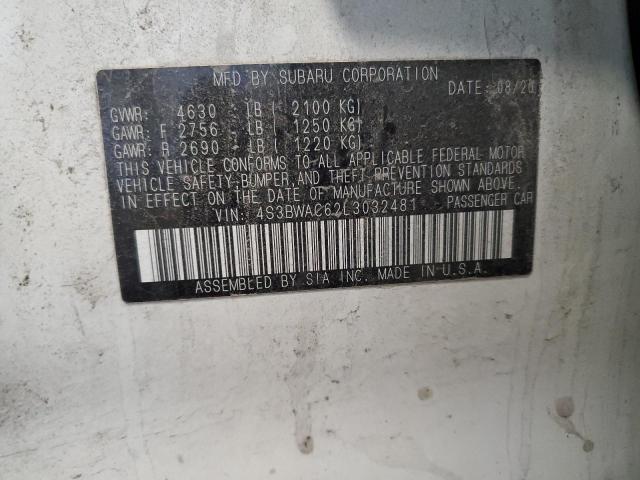 MFD BY SUBARU CORPORATION
DATE: 08/20
GVWR: 4630 LB ( 2100 KG)
GAWR: F 2756 LB ( 1250 KG)
GAWR: R 2690 LB ( 1220 KG)
THIS VEHICLE CONFORMS TO ALL APPLICABLE FEDERAL MOTOR
VEHICLE SAFETY, BUMPER, AND THEFT PREVENTION STANDARDS
IN EFFECT ON THE DATE OF MANUFACTURE SHOWN ABOVE.
VIN: 4S3BWAC62L3032481 PASSENGER CAR
ASSEMBLED BY SIA INC. MADE IN U.S.A.